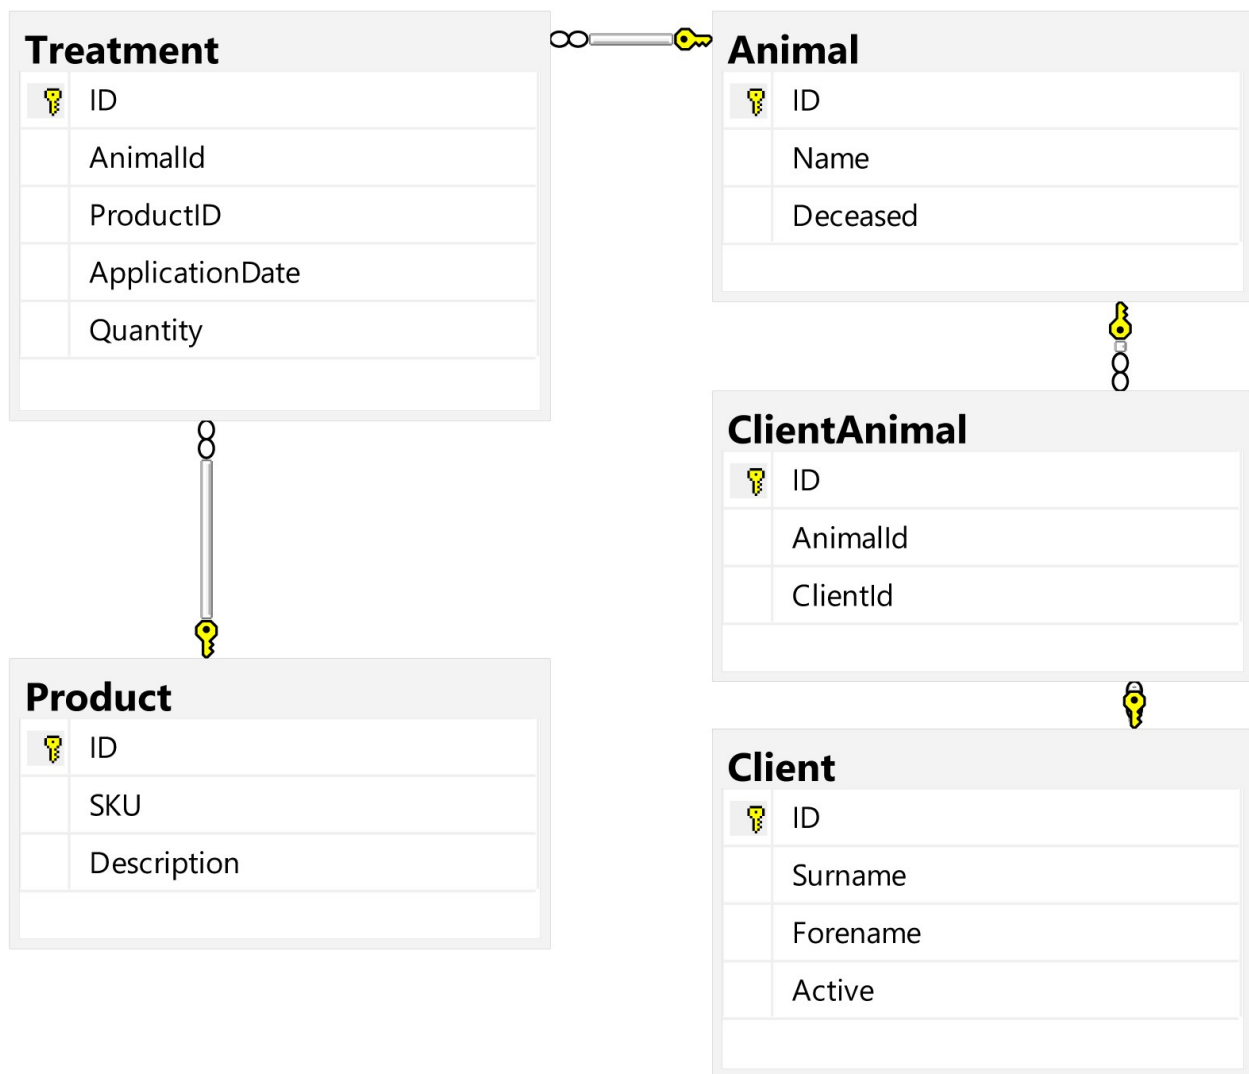 Treatment
ID
AnimalId
ProductID
ApplicationDate
Quantity
Animal
ID
Name
Deceased
ClientAnimal
ID
AnimalId
ClientId
Product
ID
SKU
Description
Client
ID
Surname
Forename
Active